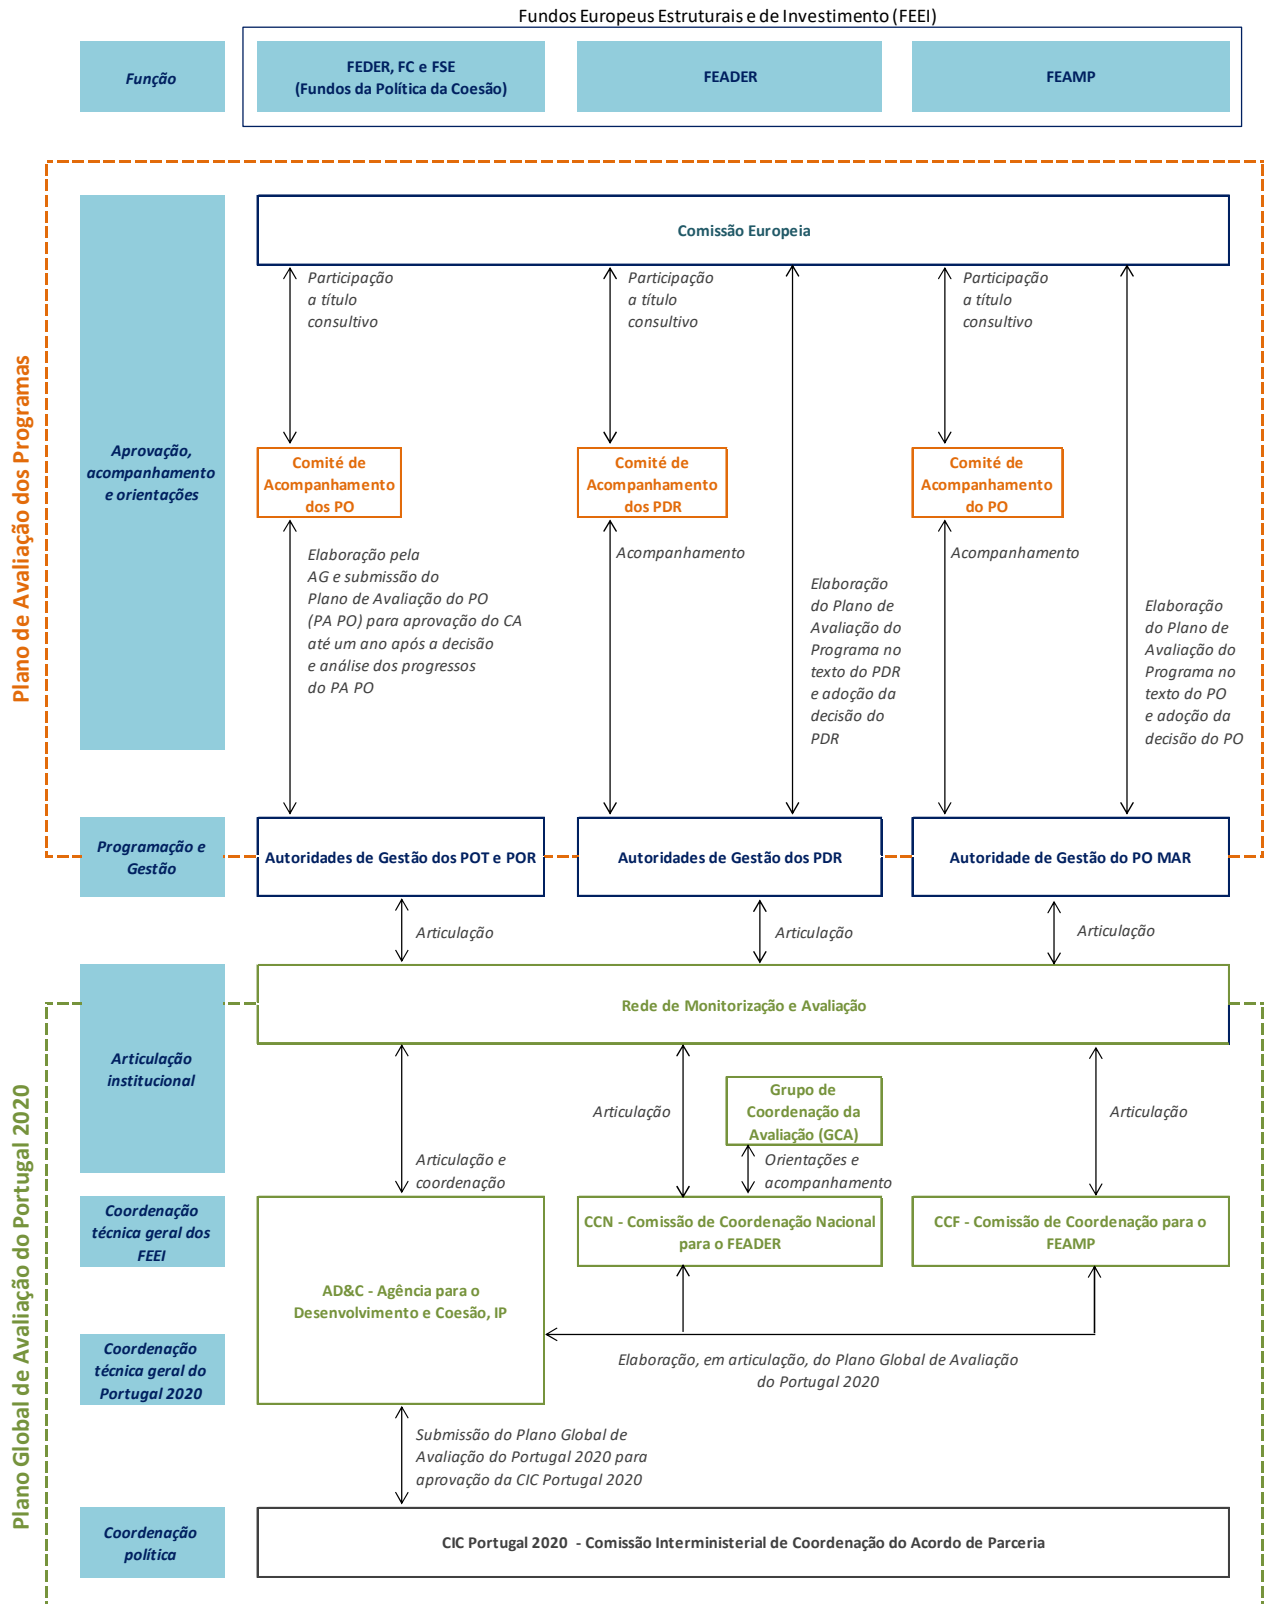 Fundos Europeus Estruturais e de Investimento (FEEI)
Função
FEDER, FC e FSE
(Fundos da Política da Coesão)
FEADER
FEAMP
Plano de Avaliação dos Programas
Aprovação,
acompanhamento
e orientações
Comissão Europeia
Participação
a título
consultivo
Participação
a título
consultivo
Participação
a título
consultivo
Comité de
Acompanhamento
dos PO
Comité de
Acompanhamento
dos PDR
Comité de
Acompanhamento
do PO
Elaboração pela
AG e submissão do
Plano de Avaliação do PO
(PA PO) para aprovação do CA
até um ano após a decisão
e análise dos progressos
do PA PO
Acompanhamento
Elaboração
do Plano de
Avaliação do
Programa no
texto do PDR
e adoção da
decisão do
PDR
Acompanhamento
Elaboração
do Plano de
Avaliação do
Programa no
texto do PO
e adoção da
decisão do PO
Programação e
Gestão
Autoridades de Gestão dos POT e POR
Autoridades de Gestão dos PDR
Autoridade de Gestão do PO MAR
Articulação
Articulação
Articulação
Plano Global de Avaliação do Portugal 2020
Articulação
institucional
Rede de Monitorização e Avaliação
Articulação e
coordenação
Articulação
Grupo de
Coordenação da
Avaliação (GCA)
Orientações e
acompanhamento
Articulação
Coordenação
técnica geral dos
FEEI
AD&C - Agência para o
Desenvolvimento e Coesão, IP
CCN - Comissão de Coordenação Nacional
para o FEADER
CCF - Comissão de Coordenação para o
FEAMP
Coordenação
técnica geral do
Portugal 2020
Elaboração, em articulação, do Plano Global de Avaliação
do Portugal 2020
Submissão do Plano Global de
Avaliação do Portugal 2020 para
aprovação da CIC Portugal 2020
Coordenação
política
CIC Portugal 2020 - Comissão Interministerial de Coordenação do Acordo de Parceria